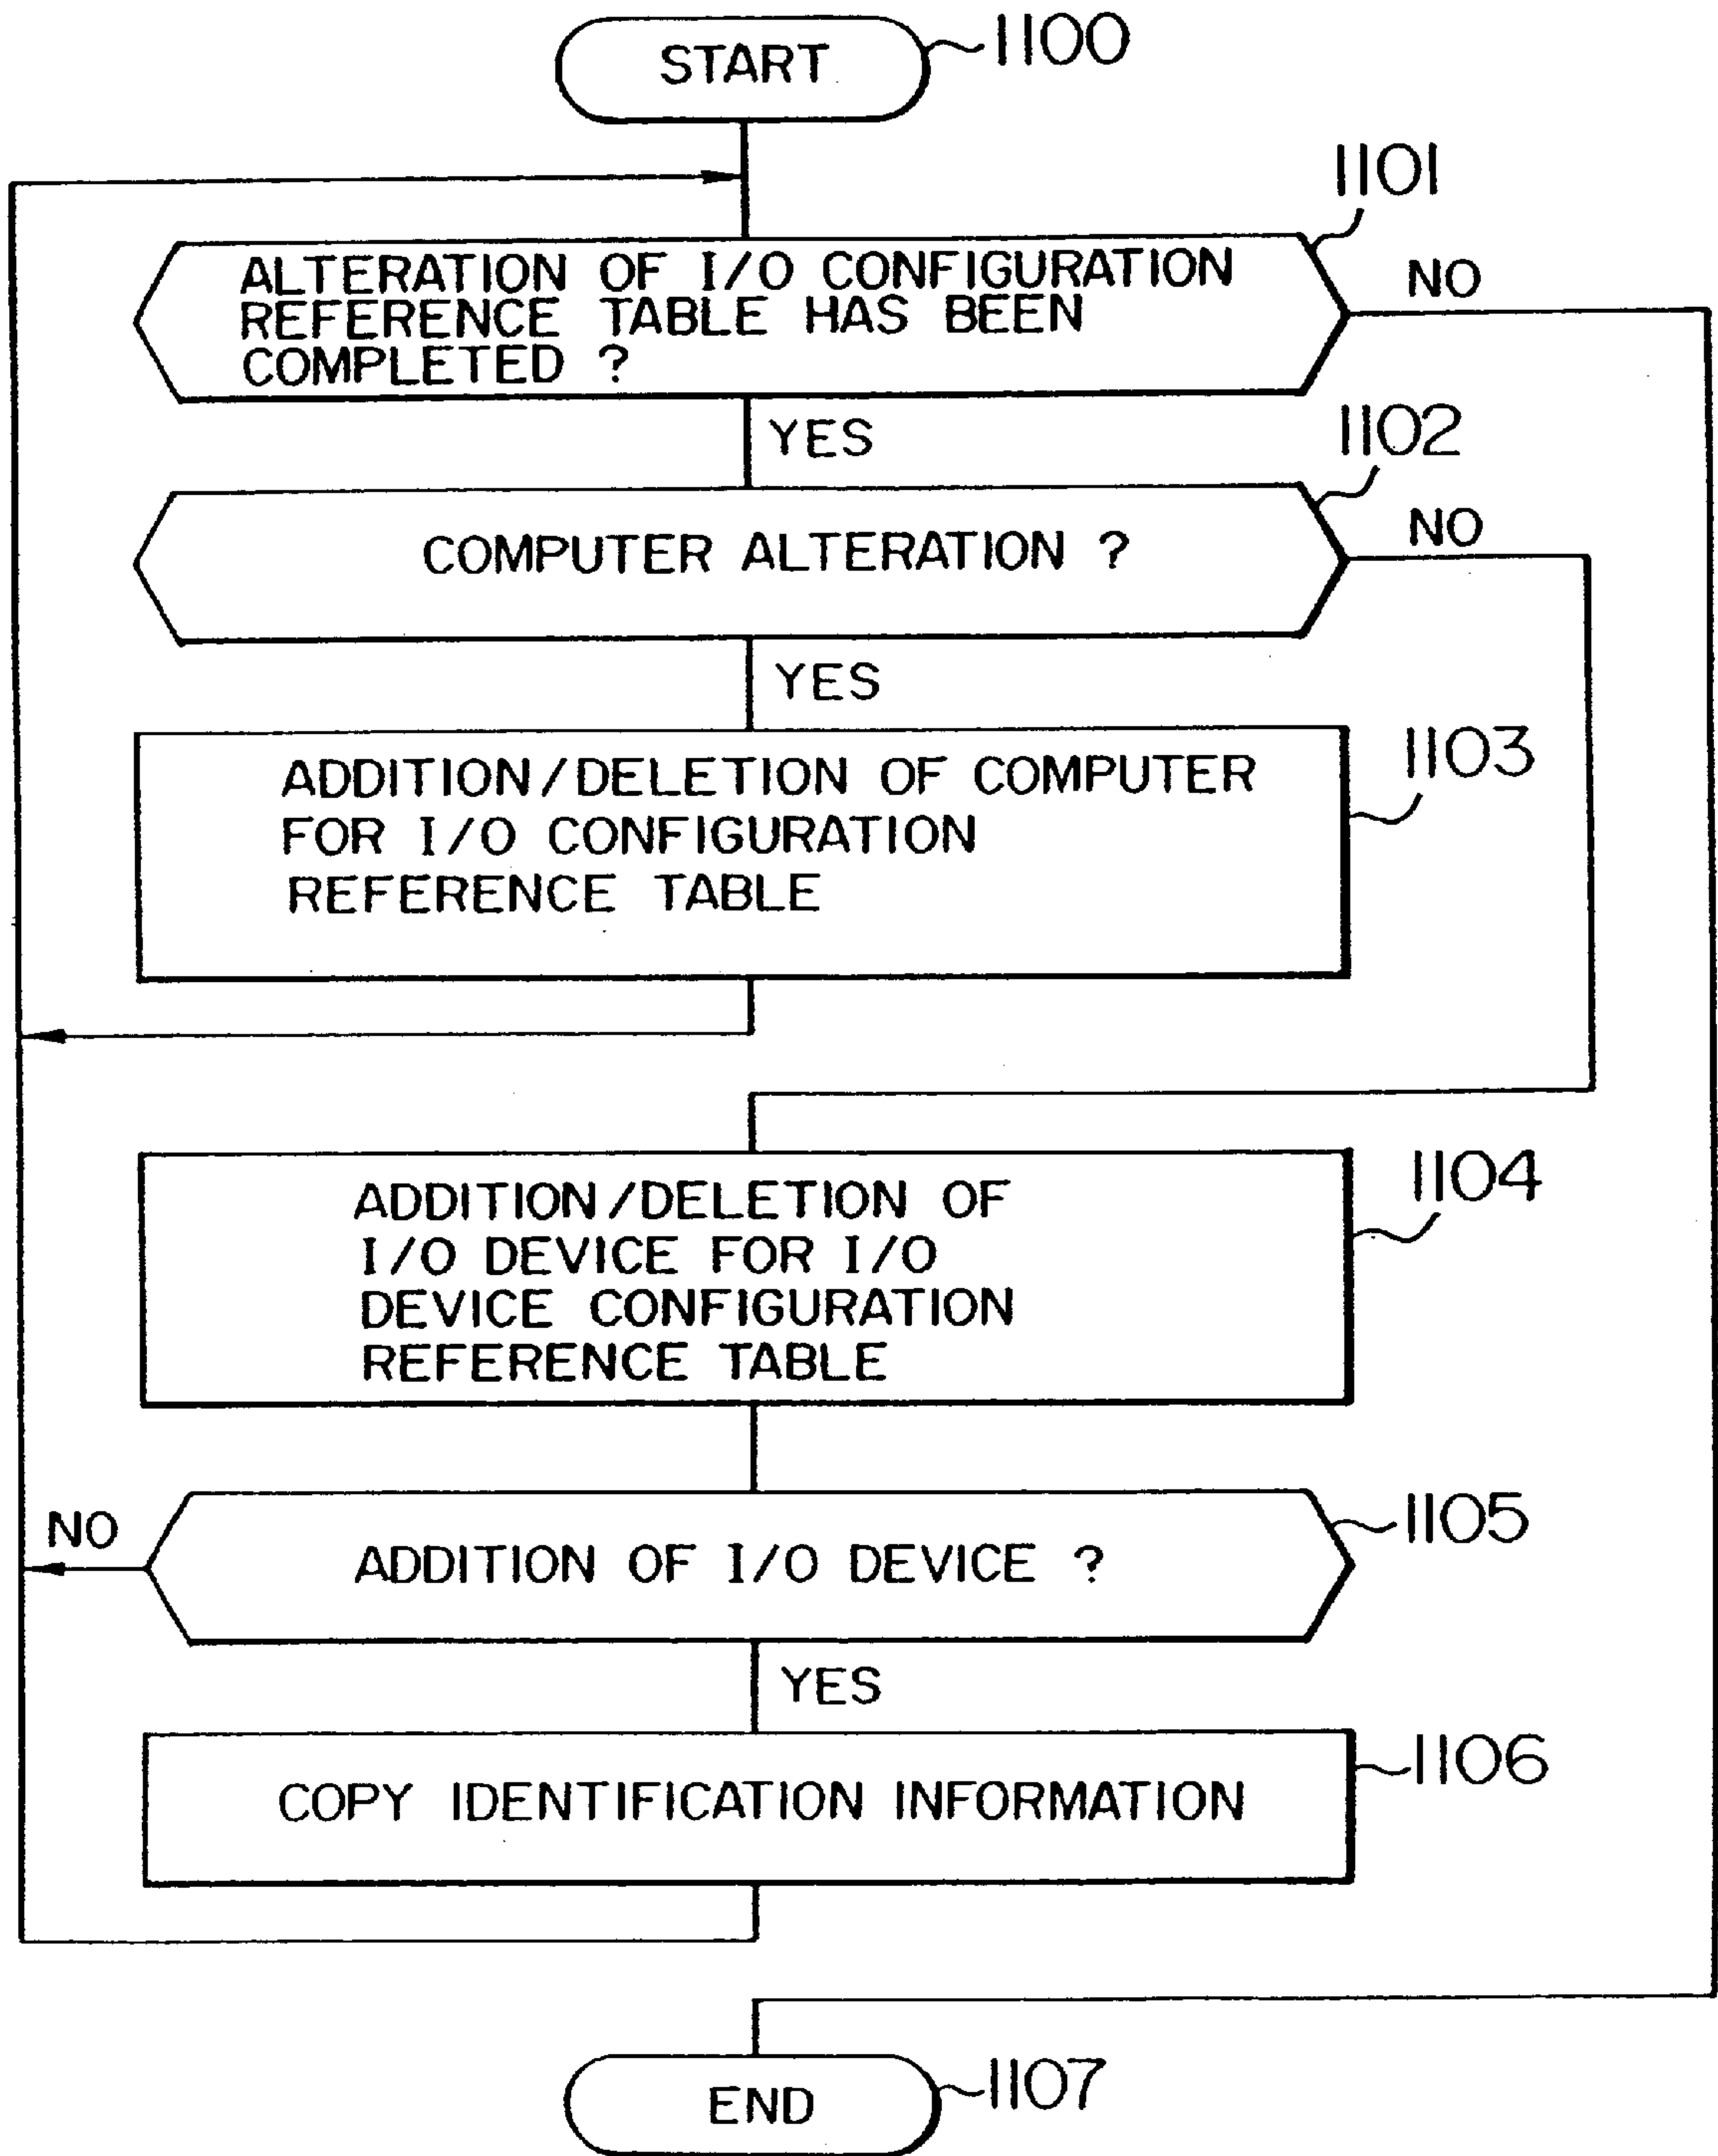 START
1100
1101
ALTERATION OF I/O CONFIGURATION
REFERENCE TABLE HAS BEEN
COMPLETED ?
NO
YES
1102
COMPUTER ALTERATION ?
NO
YES
1103
ADDITION/DELETION OF COMPUTER
FOR I/O CONFIGURATION
REFERENCE TABLE
1104
ADDITION/DELETION OF
I/O DEVICE FOR I/O
DEVICE CONFIGURATION
REFERENCE TABLE
NO
1105
ADDITION OF I/O DEVICE ?
YES
1106
COPY IDENTIFICATION INFORMATION
END
1107